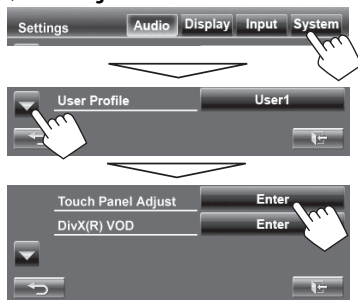 Settings Audio Display Input System
User Profile User1
Touch Panel Adjust Enter
DivX(R) VOD Enter